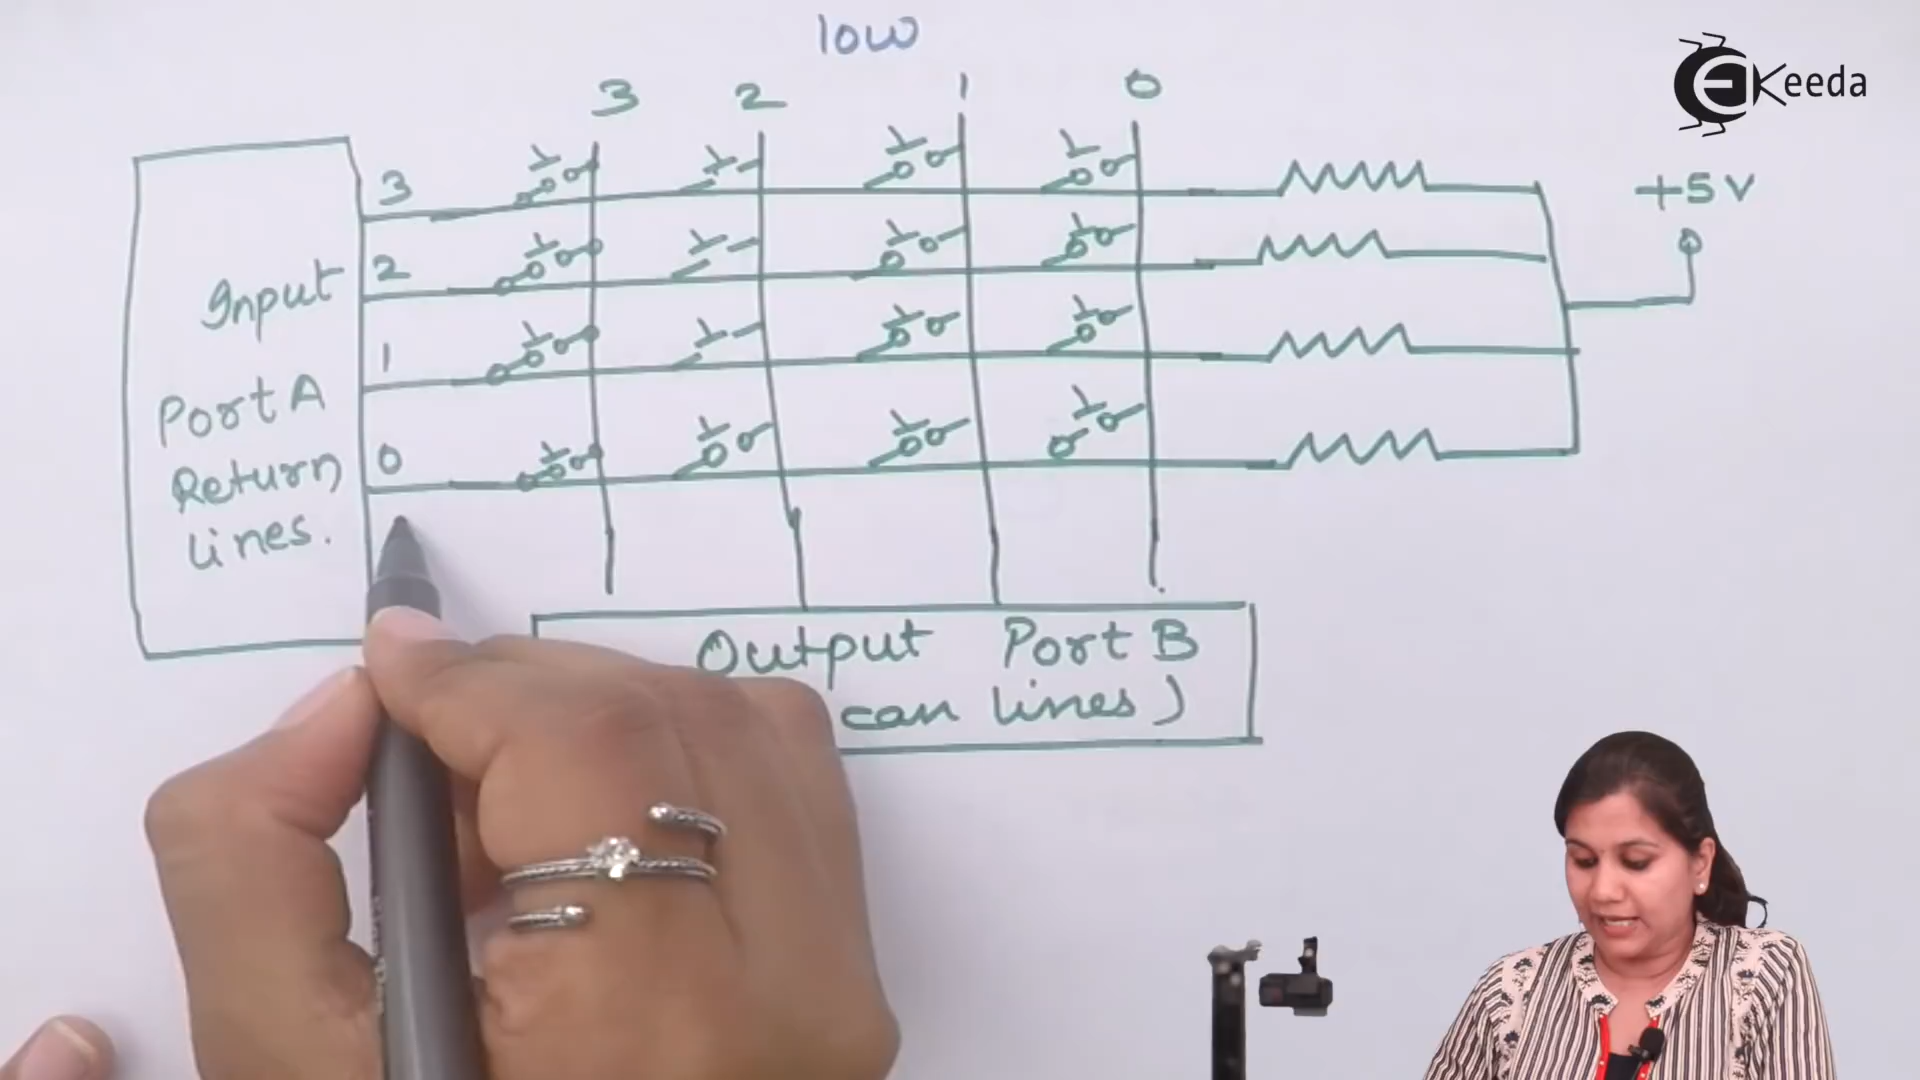 low
3 2 1 0
EKeeda
+5V
3
2
1
0
Input
Port A
Return
lines.
Output Port B
can lines)